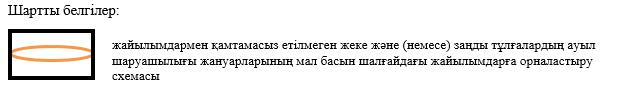 Шартты белгілер:
жайылымдармен қамтамасыз етілмеген жеке және (немесе) заңды тұлғалардың ауыл
шаруашылығы жануарларының мал басын шалғайдағы жайылымдарға орналастыру
схемасы